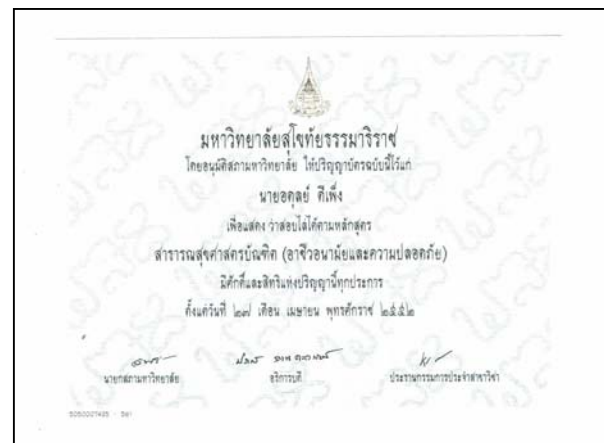 มหาวิทยาลัยสุโขทัยธรรมาธิราช
โดยอนุมัติสภามหาวิทยาลัย ให้ปริญญาบัตรฉบับนี้ไว้แก่
นายอดุลย์ ดีเพ็ง
เพื่อแสดง ว่าสอบไล่ได้ตามหลักสูตร
สาธารณสุขศาสตรบัณฑิต (อาชีวอนามัยและความปลอดภัย)
มีศักดิ์และสิทธิแห่งปริญญานี้ทุกประการ
ตั้งแต่วันที่ ๒๗ เดือน เมษายน พุทธศักราช ๒๕๕๒
นายกสภามหาวิทยาลัย อธิการบดี ประธานกรรมการประจำสาขาวิชา